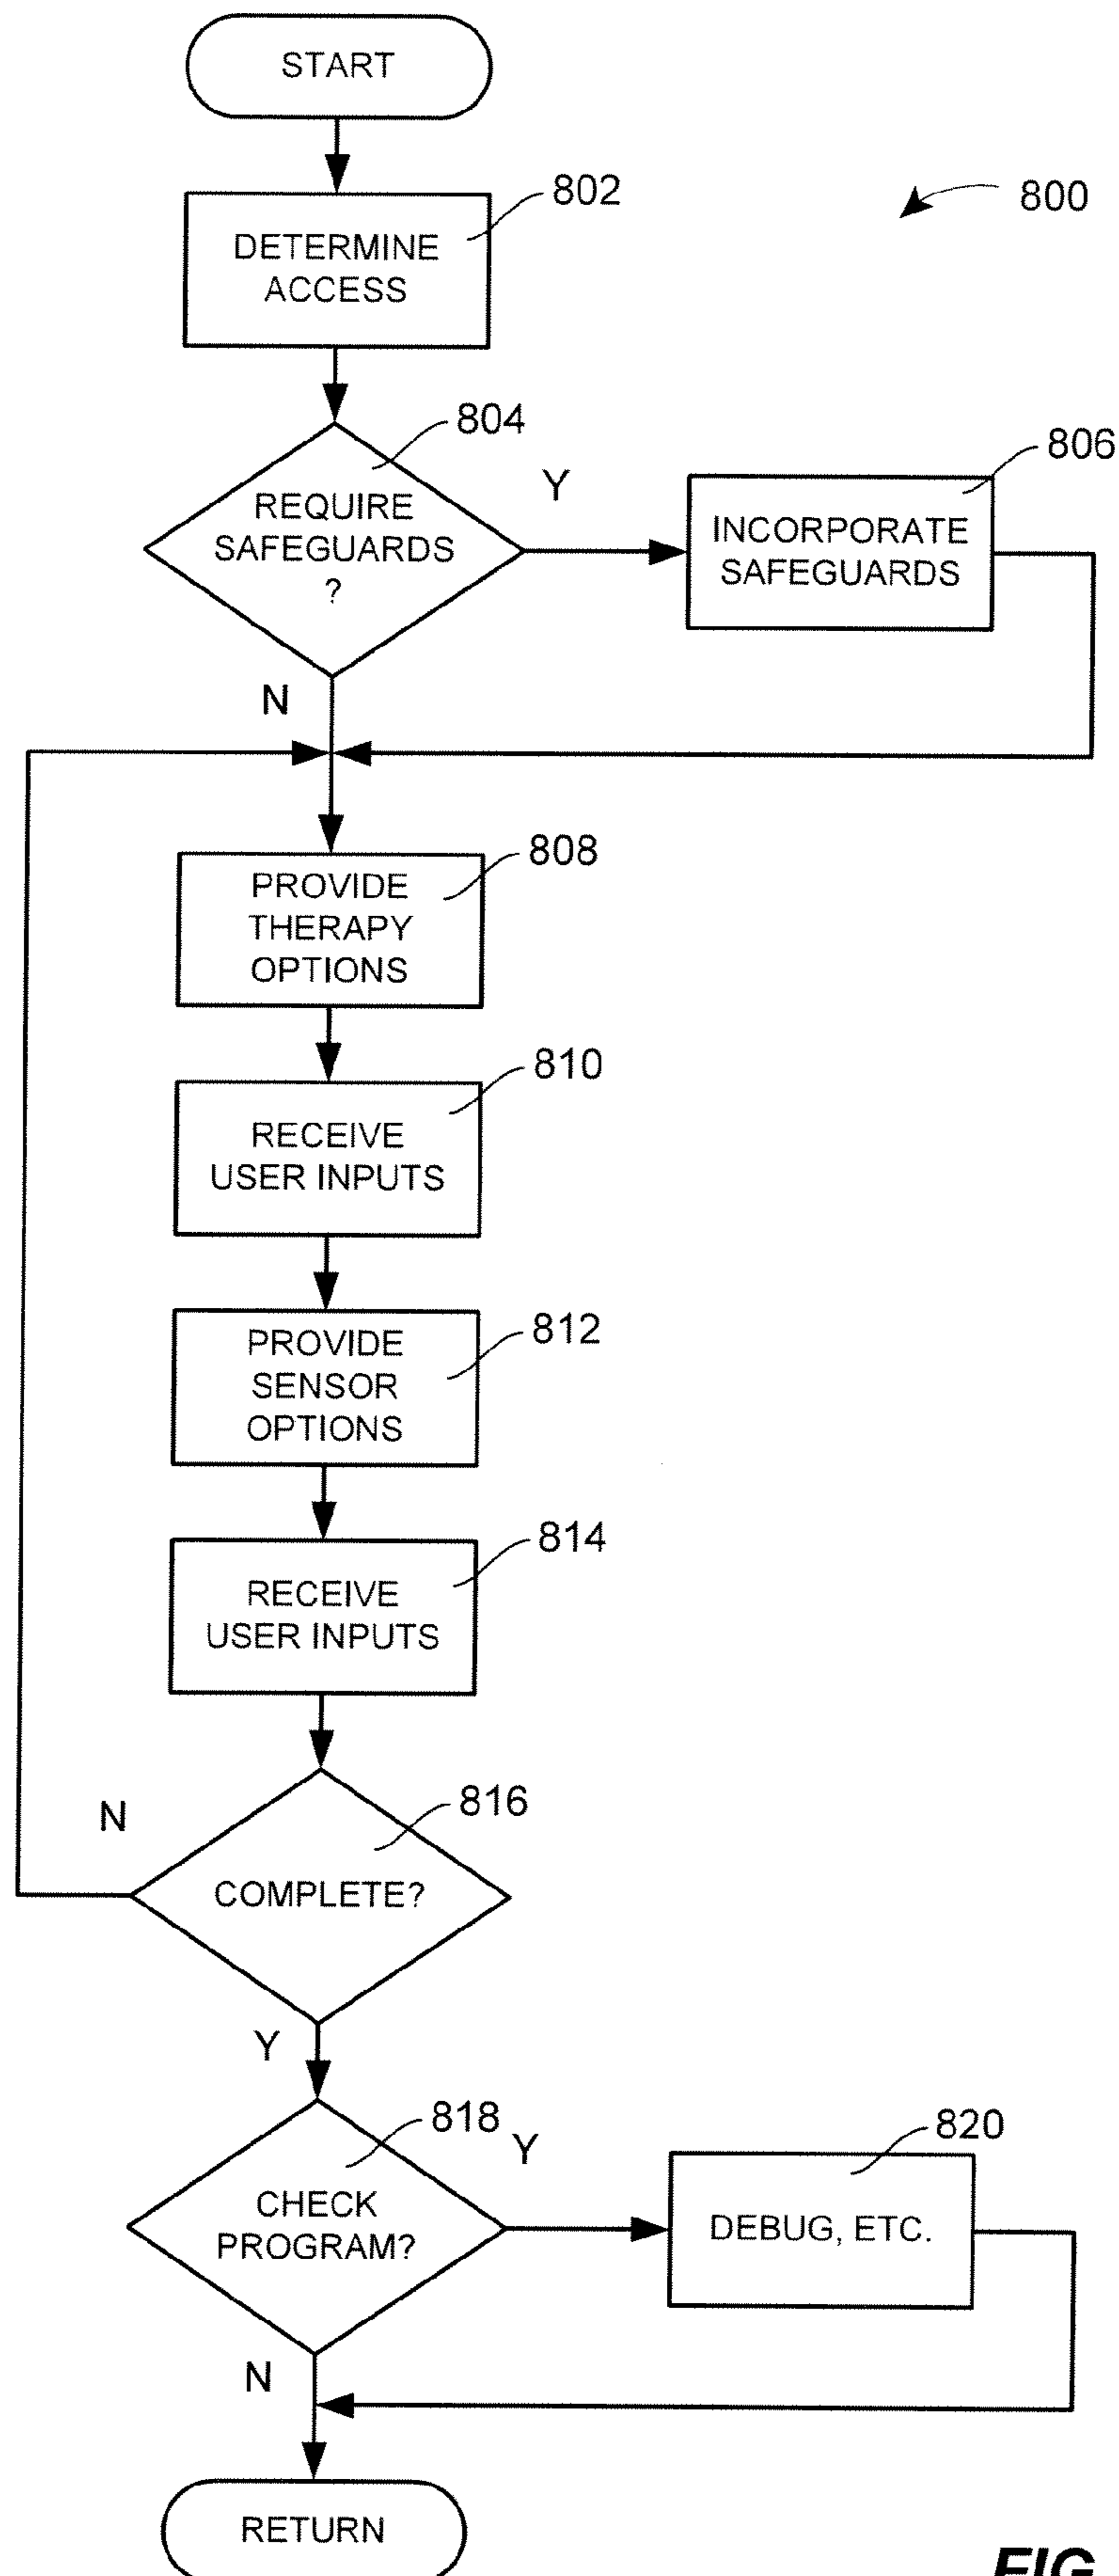 START
802
800
DETERMINE
ACCESS
804
806
Y
REQUIRE
SAFEGUARDS
?
INCORPORATE
SAFEGUARDS
N
808
PROVIDE
THERAPY
OPTIONS
810
RECEIVE
USER INPUTS
812
PROVIDE
SENSOR
OPTIONS
814
RECEIVE
USER INPUTS
816
N
COMPLETE?
Y
818
Y
820
CHECK
PROGRAM?
DEBUG, ETC.
N
RETURN
FIG